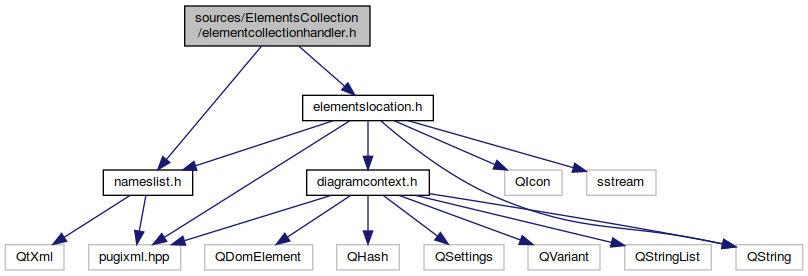 sources/ElementsCollection
/elementcollectionhandler.h
elementslocation.h
nameslist.h
diagramcontext.h
QIcon
sstream
QtXml
pugixml.hpp
QDomElement
QHash
QSettings
QVariant
QStringList
QString